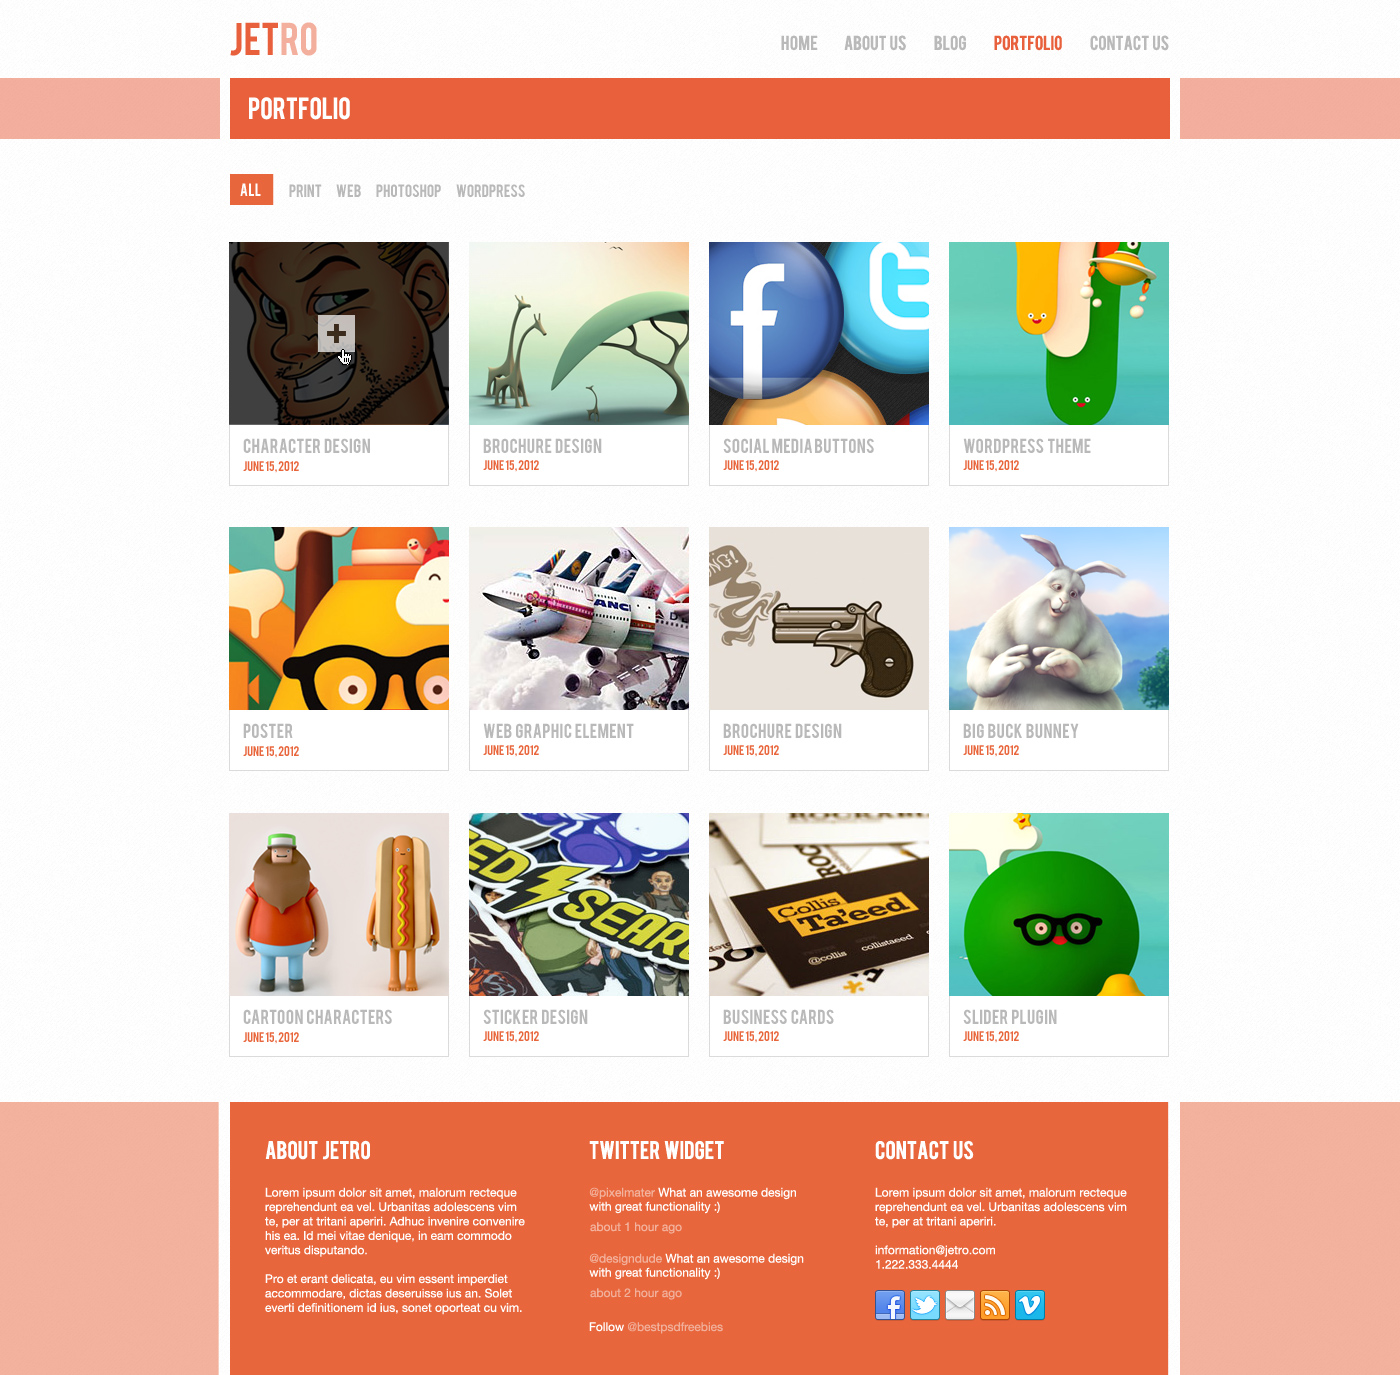 JETRO
HOME ABOUT US BLOG PORTFOLIO CONTACT US
PORTFOLIO
ALL PRINT WEB PHOTOSHOP WORDPRESS
CHARACTER DESIGN
JUNE 15, 2012
BROCHURE DESIGN
JUNE 15, 2012
SOCIAL MEDIA BUTTONS
JUNE 15, 2012
WORDPRESS THEME
JUNE 15, 2012
ANC
POSTER
JUNE 15, 2012
WEB GRAPHIC ELEMENT
JUNE 15, 2012
BROCHURE DESIGN
JUNE 15, 2012
BIG BUCK BUNNEY
JUNE 15, 2012
ED SEAR
Collis
Ta'eed
@collis collistaeed
CARTOON CHARACTERS
JUNE 15, 2012
STICKER DESIGN
JUNE 15, 2012
BUSINESS CARDS
JUNE 15, 2012
SLIDER PLUGIN
JUNE 15, 2012
ABOUT JETRO
Lorem ipsum dolor sit amet, malorum recteque
reprehendunt ea vel. Urbanitas adolescens vim
te, per at tritani aperiri. Adhuc invenire convenire
his ea. Id mei vitae denique, in eam commodo
veritus disputando.
Pro et erant delicata, eu vim essent imperdiet
accommodare, dictas deseruisse ius an. Solet
everti definitionem id ius, sonet oporteat cu vim.
TWITTER WIDGET
@pixelmater What an awesome design
with great functionality :)
about 1 hour ago
@designdude What an awesome design
with great functionality :)
about 2 hour ago
Follow @bestpsdfreebies
CONTACT US
Lorem ipsum dolor sit amet, malorum recteque
reprehendunt ea vel. Urbanitas adolescens vim
te, per at tritani aperiri.
information@jetro.com
1.222.333.4444